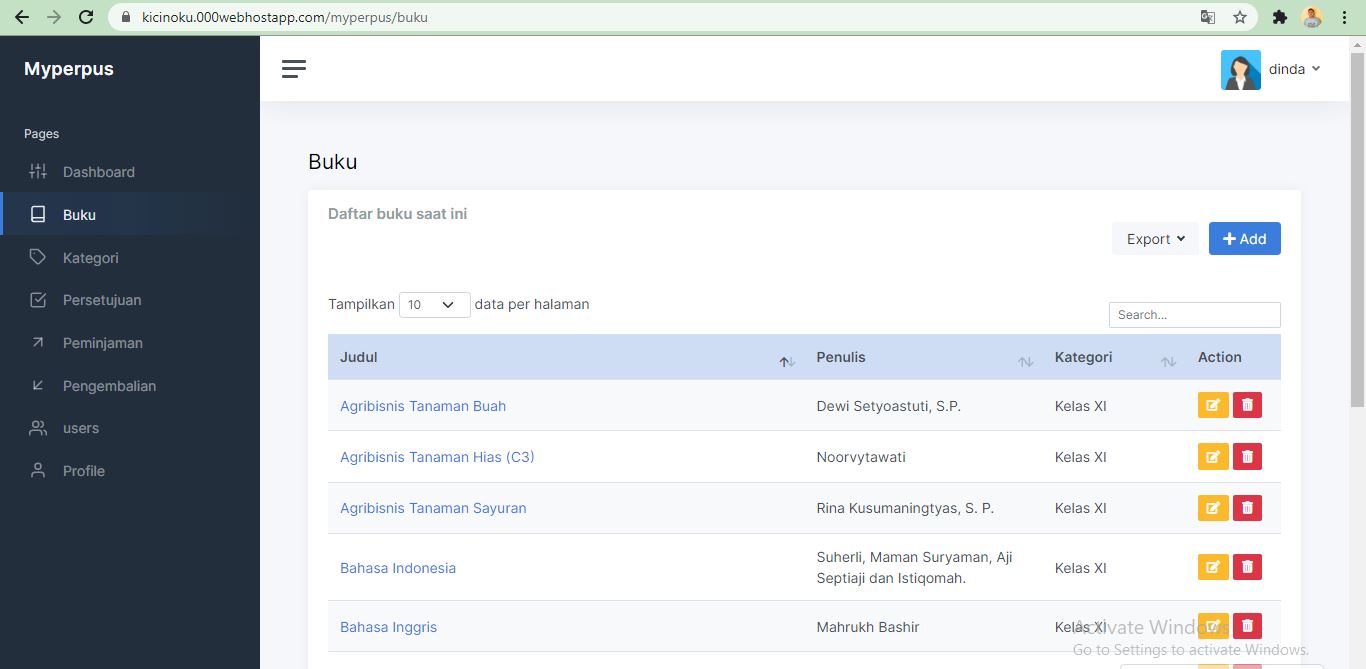 kicinoku.000webhostapp.com/myperpus/buku
Myperpus
dinda
Pages
Dashboard
Buku
Kategori
Persetujuan
Peminjaman
Pengembalian
users
Profile
Buku
Daftar buku saat ini
Export
+ Add
Tampilkan 10 data per halaman
Search...
Judul Penulis Kategori Action
Agribisnis Tanaman Buah Dewi Setyoastuti, S.P. Kelas XI
Agribisnis Tanaman Hias (C3) Noorvytawati Kelas XI
Agribisnis Tanaman Sayuran Rina Kusumaningtyas, S. P. Kelas XI
Bahasa Indonesia Suherli, Maman Suryaman, Aji
Septiaji dan Istiqomah. Kelas XI
Bahasa Inggris Mahrukh Bashir Kelas XI
Activate Windows
Go to Settings to activate Windows.